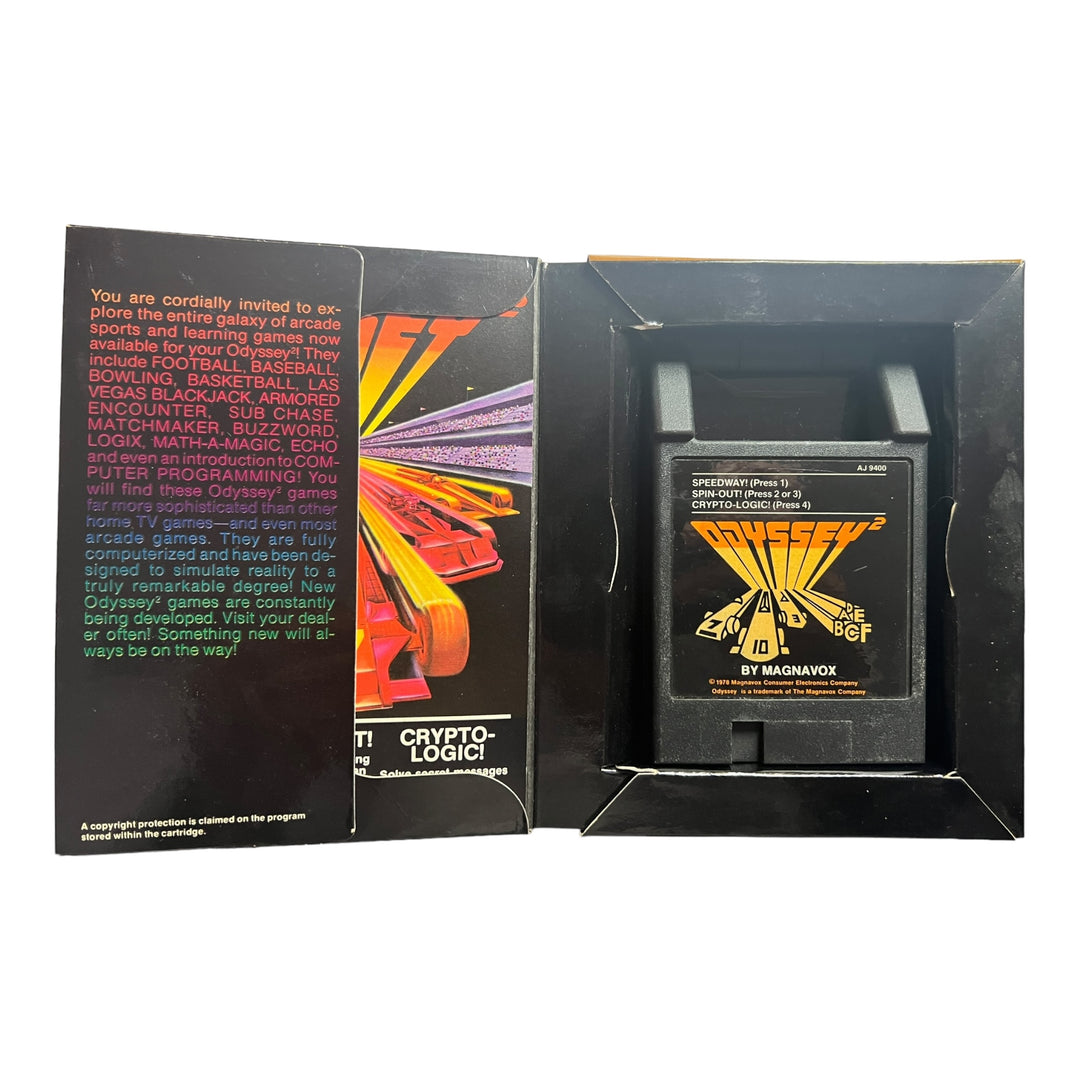 You are cordially invited to ex-
plore the entire galaxy of arcade
sports and learning games now
available for your Odyssey²! They
include FOOTBALL, BASEBALL,
BOWLING, BASKETBALL, LAS
VEGAS BLACKJACK, ARMORED
ENCOUNTER, SUB CHASE,
MATCHMAKER, BUZZWORD,
LOGIX, MATH-A-MAGIC, ECHO
and even an introduction to COM-
PUTER PROGRAMMING! You
will find these Odyssey² games
far more sophisticated than other
home TV games—and even most
arcade games. They are fully
computerized and have been de-
signed to simulate reality to a
truly remarkable degree! New
Odyssey² games are constantly
being developed. Visit your deal-
er often! Something new will al-
ways be on the way!
A copyright protection is claimed on the program
stored within the cartridge.
2
T!
ng
CRYPTO-
LOGIC!
Solve secret messages
AJ 9400
SPEEDWAY! (Press 1)
SPIN-OUT! (Press 2 or 3)
CRYPTO-LOGIC! (Press 4)
ODYSSEY²
10
BY MAGNAVOX
© 1978 Magnavox Consumer Electronics Company
Odyssey is a trademark of The Magnavox Company